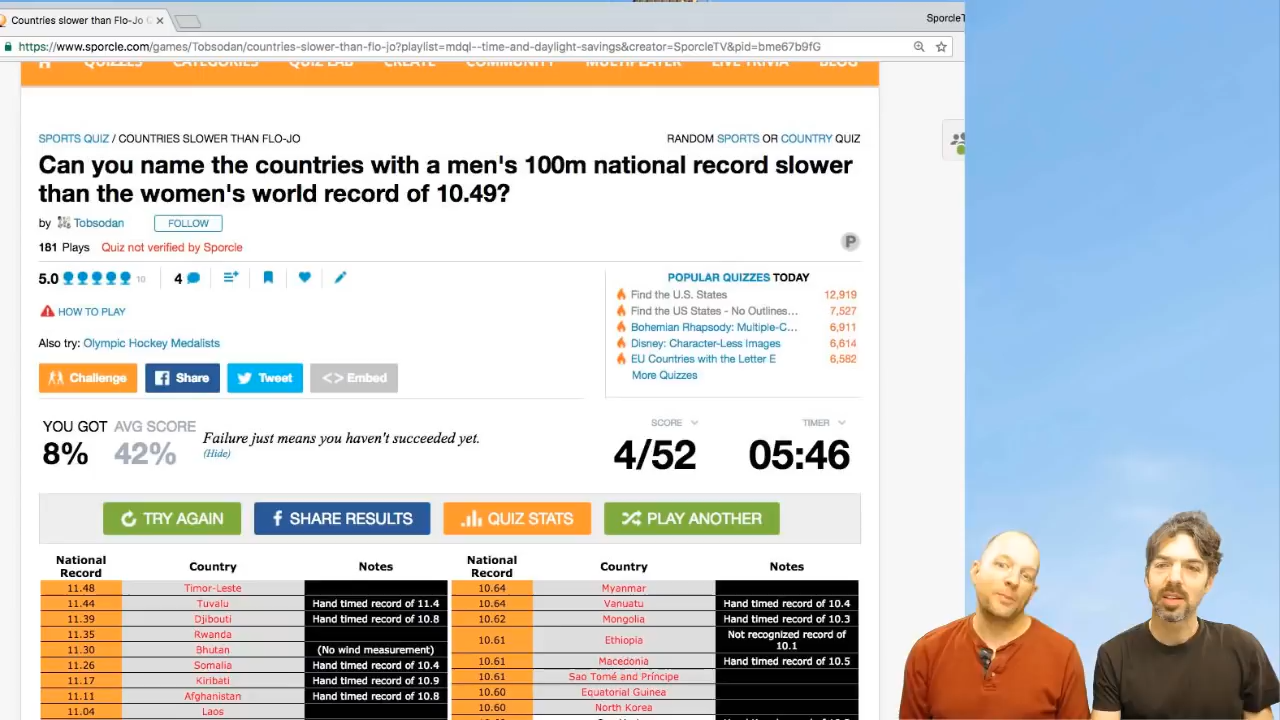 Countries slower than Flo-Jo
https://www.sporcle.com/games/Tobsodan/countries-slower-than-flo-jo?playlist=mdql--time-and-daylight-savings&creator=SporcleTV&pid=bme67b9fG
QUIZZES CATEGORIES QUIZ LAB CREATE COMMUNITY MULTIPLAYER LIVE TRIVIA BLOG
SPORTS QUIZ / COUNTRIES SLOWER THAN FLO-JO
RANDOM SPORTS OR COUNTRY QUIZ
Can you name the countries with a men's 100m national record slower
than the women's world record of 10.49?
by Tobsodan FOLLOW
181 Plays Quiz not verified by Sporcle
P
5.0 10 4
HOW TO PLAY
Also try: Olympic Hockey Medalists
POPULAR QUIZZES TODAY
Find the U.S. States 12,919
Find the US States - No Outlines... 7,527
Bohemian Rhapsody: Multiple-C... 6,911
Disney: Character-Less Images 6,614
EU Countries with the Letter E 6,582
More Quizzes
Challenge Share Tweet <> Embed
YOU GOT AVG SCORE
8% 42%
Failure just means you haven't succeeded yet.
(Hide)
SCORE TIMER
4/52 05:46
TRY AGAIN SHARE RESULTS QUIZ STATS PLAY ANOTHER
National Record Country Notes National Record Country Notes
11.48 Timor-Leste 10.64 Myanmar
11.44 Tuvalu Hand timed record of 11.4 10.64 Vanuatu Hand timed record of 10.4
11.39 Djibouti Hand timed record of 10.8 10.62 Mongolia Hand timed record of 10.3
11.35 Rwanda 10.61 Ethiopia Not recognized record of 10.1
11.30 Bhutan (No wind measurement)
11.26 Somalia Hand timed record of 10.4 10.61 Macedonia Hand timed record of 10.5
11.17 Kiribati Hand timed record of 10.9 10.61 Sao Tomé and Príncipe
11.11 Afghanistan Hand timed record of 10.8 10.60 Equatorial Guinea
11.04 Laos 10.60 North Korea